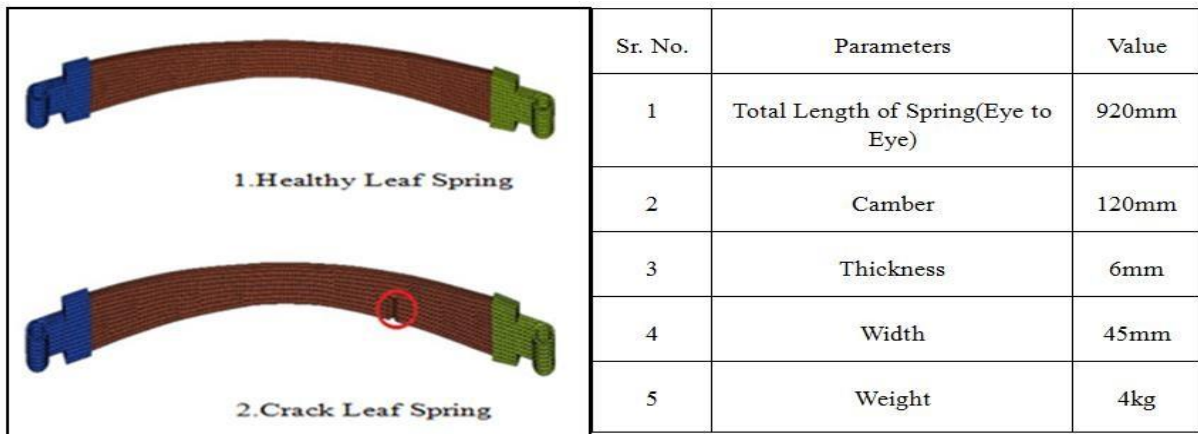 1.Healthy Leaf Spring
2.Crack Leaf Spring
Sr. No. Parameters Value
1 Total Length of Spring(Eye to
Eye) 920mm
2 Camber 120mm
3 Thickness 6mm
4 Width 45mm
5 Weight 4kg